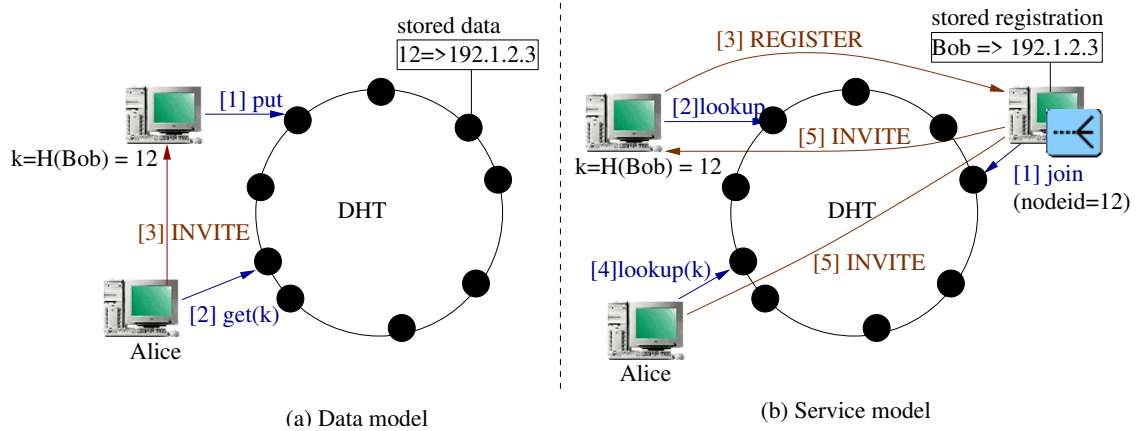 stored data
12=>192.1.2.3
[1] put
k=H(Bob) = 12
DHT
[3] INVITE
[2] get(k)
Alice
(a) Data model
stored registration
Bob => 192.1.2.3
[3] REGISTER
[2]lookup
[5] INVITE
k=H(Bob) = 12
[1] join
(nodeid=12)
DHT
[4]lookup(k)
[5] INVITE
Alice
(b) Service model